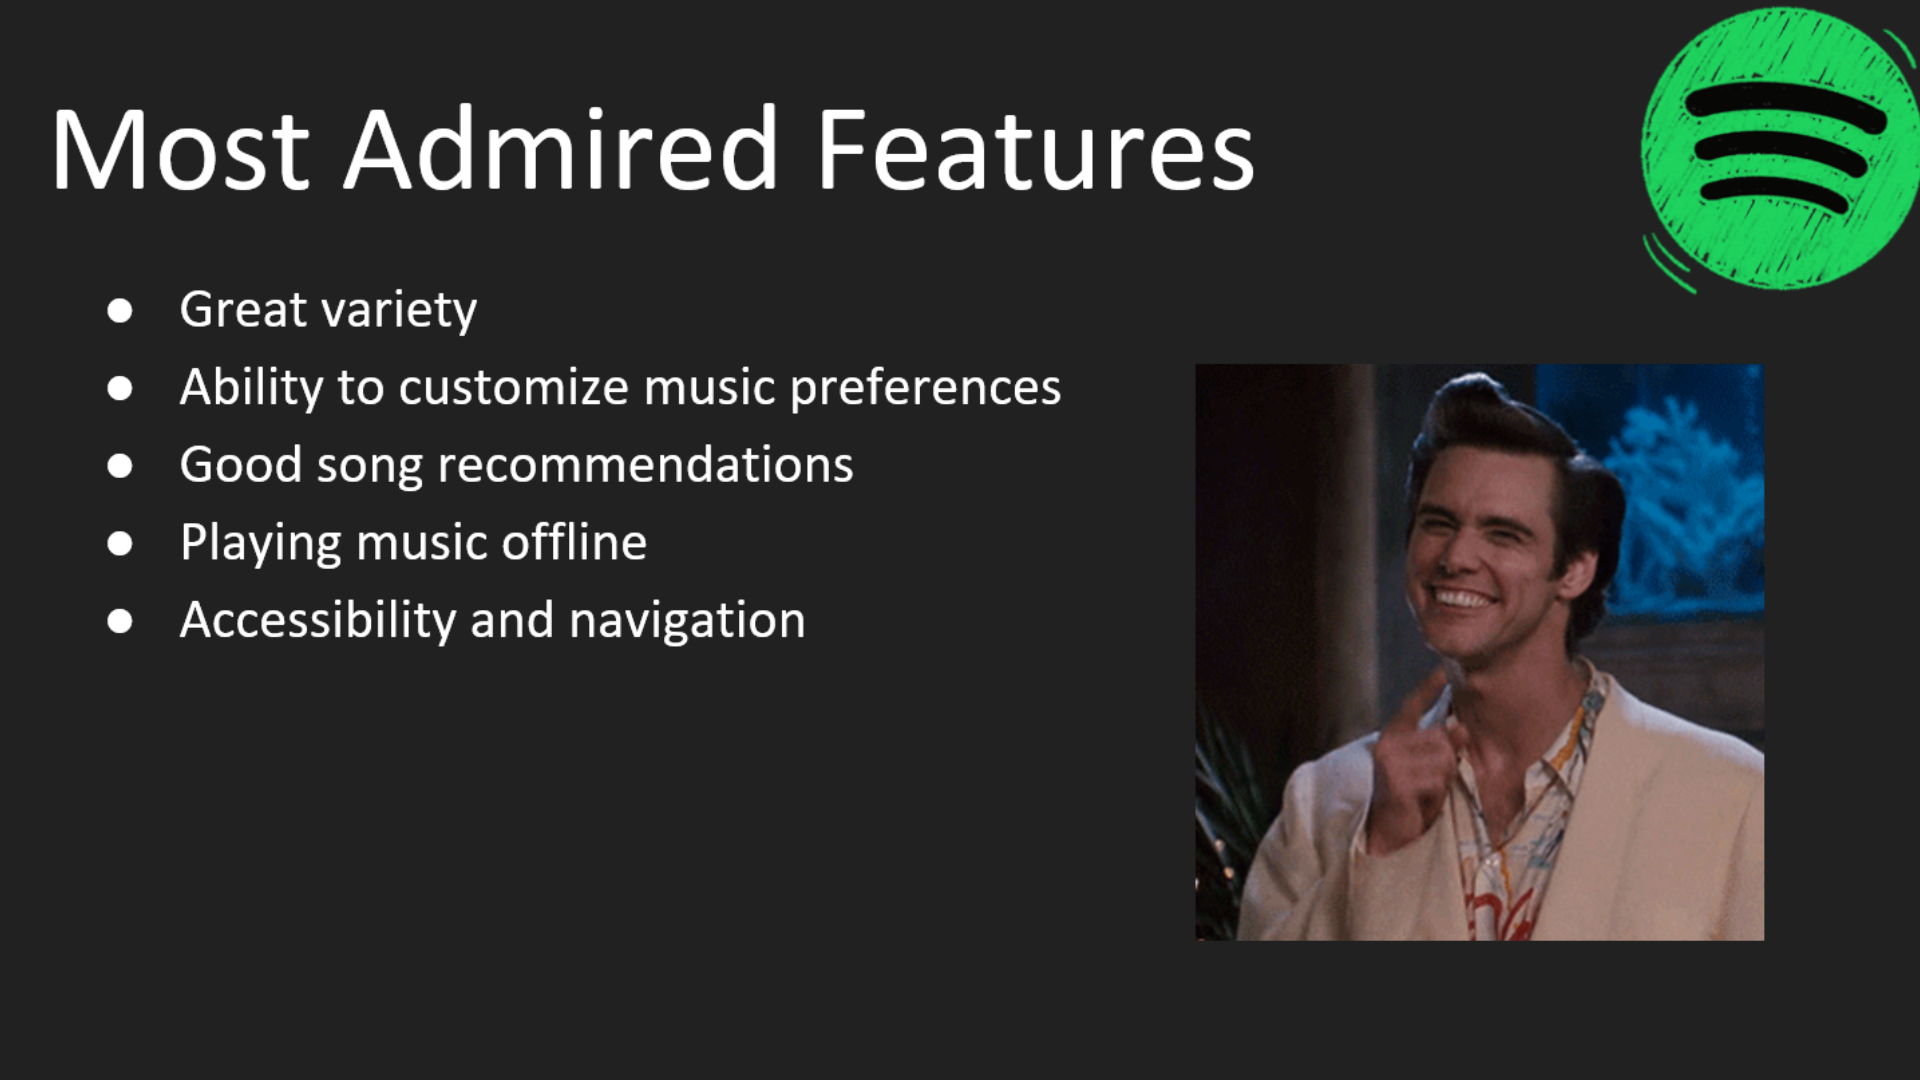 Most Admired Features
● Great variety
● Ability to customize music preferences
● Good song recommendations
● Playing music offline
● Accessibility and navigation